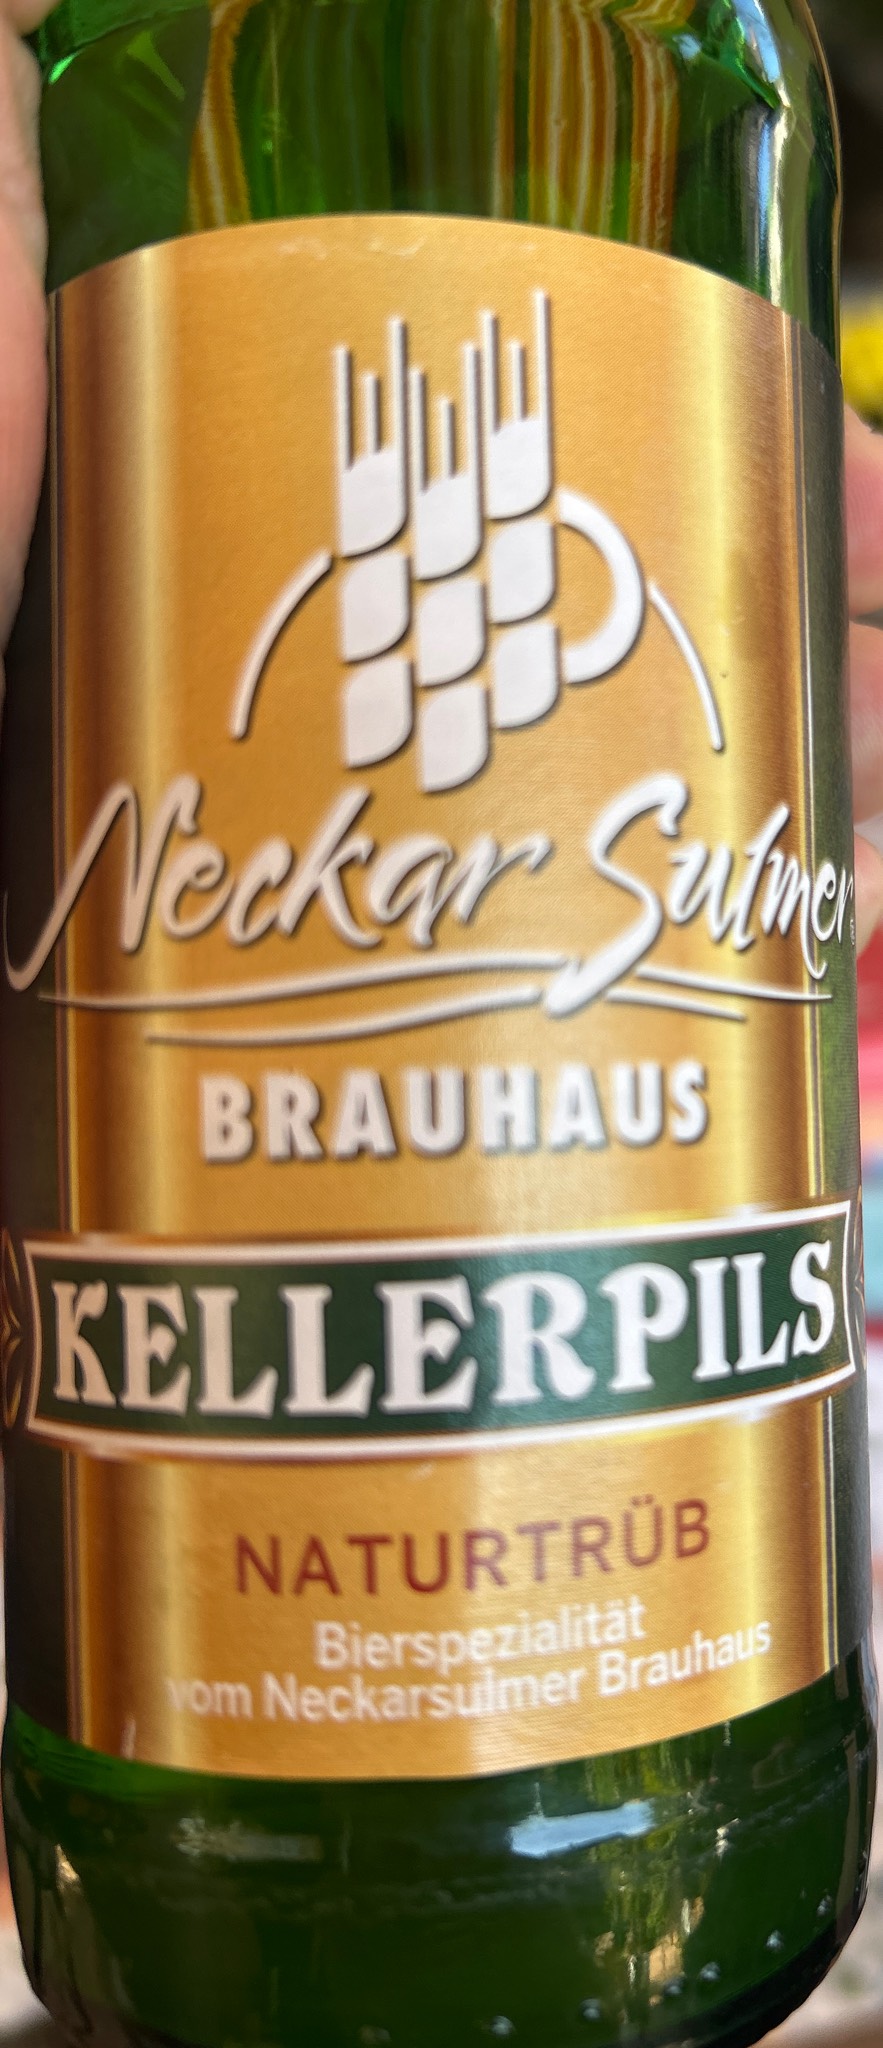 Neckar Sulmer
BRAUHAUS
KELLERPILS
NATURTRÜB
Bierspezialität
vom Neckarsulmer Brauhaus